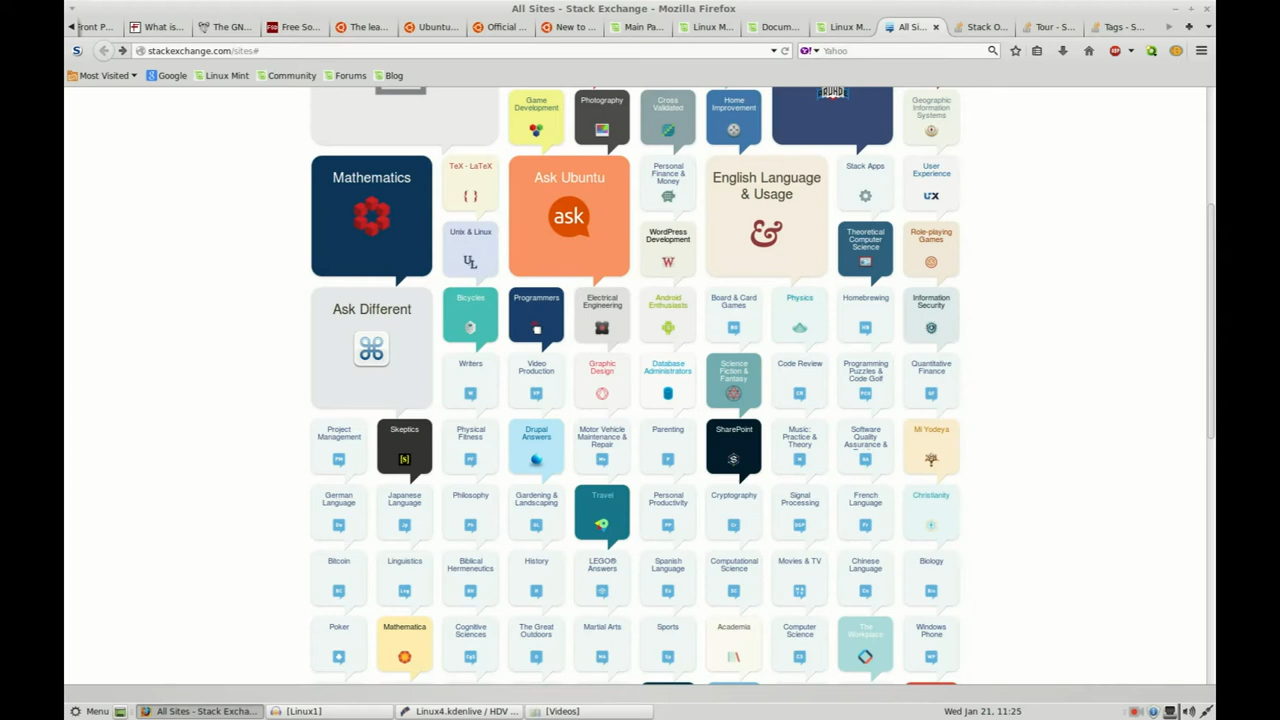 All Sites - Stack Exchange - Mozilla Firefox
ront P...
What is...
The GN...
Free So...
The lea...
Ubuntu...
Official ...
New to ...
Main Pa...
Linux M...
Docum...
Linux M...
All Si...
Stack O...
Tour - S...
Tags - S...
stackexchange.com/sites#
Yahoo
Most Visited
Google
Linux Mint
Community
Forums
Blog
Game Development
Photography
Cross Validated
Home Improvement
Geographic Information Systems
Mathematics
TeX - LaTeX
{ }
Ask Ubuntu
ask
Personal Finance & Money
English Language & Usage
&
Stack Apps
User Experience
UX
Unix & Linux
UL
WordPress Development
W
Theoretical Computer Science
Role-playing Games
Ask Different
Bicycles
Programmers
Electrical Engineering
Android Enthusiasts
Board & Card Games
Physics
Homebrewing
Information Security
Writers
Video Production
Graphic Design
Database Administrators
Science Fiction & Fantasy
Code Review
Programming Puzzles & Code Golf
Quantitative Finance
Project Management
Skeptics
Physical Fitness
Drupal Answers
Motor Vehicle Maintenance & Repair
Parenting
SharePoint
Music: Practice & Theory
Software Quality Assurance &
Mi Yodeya
German Language
Japanese Language
Philosophy
Gardening & Landscaping
Travel
Personal Productivity
Cryptography
Signal Processing
French Language
Christianity
Bitcoin
Linguistics
Biblical Hermeneutics
History
LEGO® Answers
Spanish Language
Computational Science
Movies & TV
Chinese Language
Biology
Poker
Mathematica
Cognitive Sciences
The Great Outdoors
Martial Arts
Sports
Academia
Computer Science
The Workplace
Windows Phone
Menu
All Sites - Stack Excha...
[Linux1]
Linux4.kdenlive / HDV ...
[Videos]
Wed Jan 21, 11:25